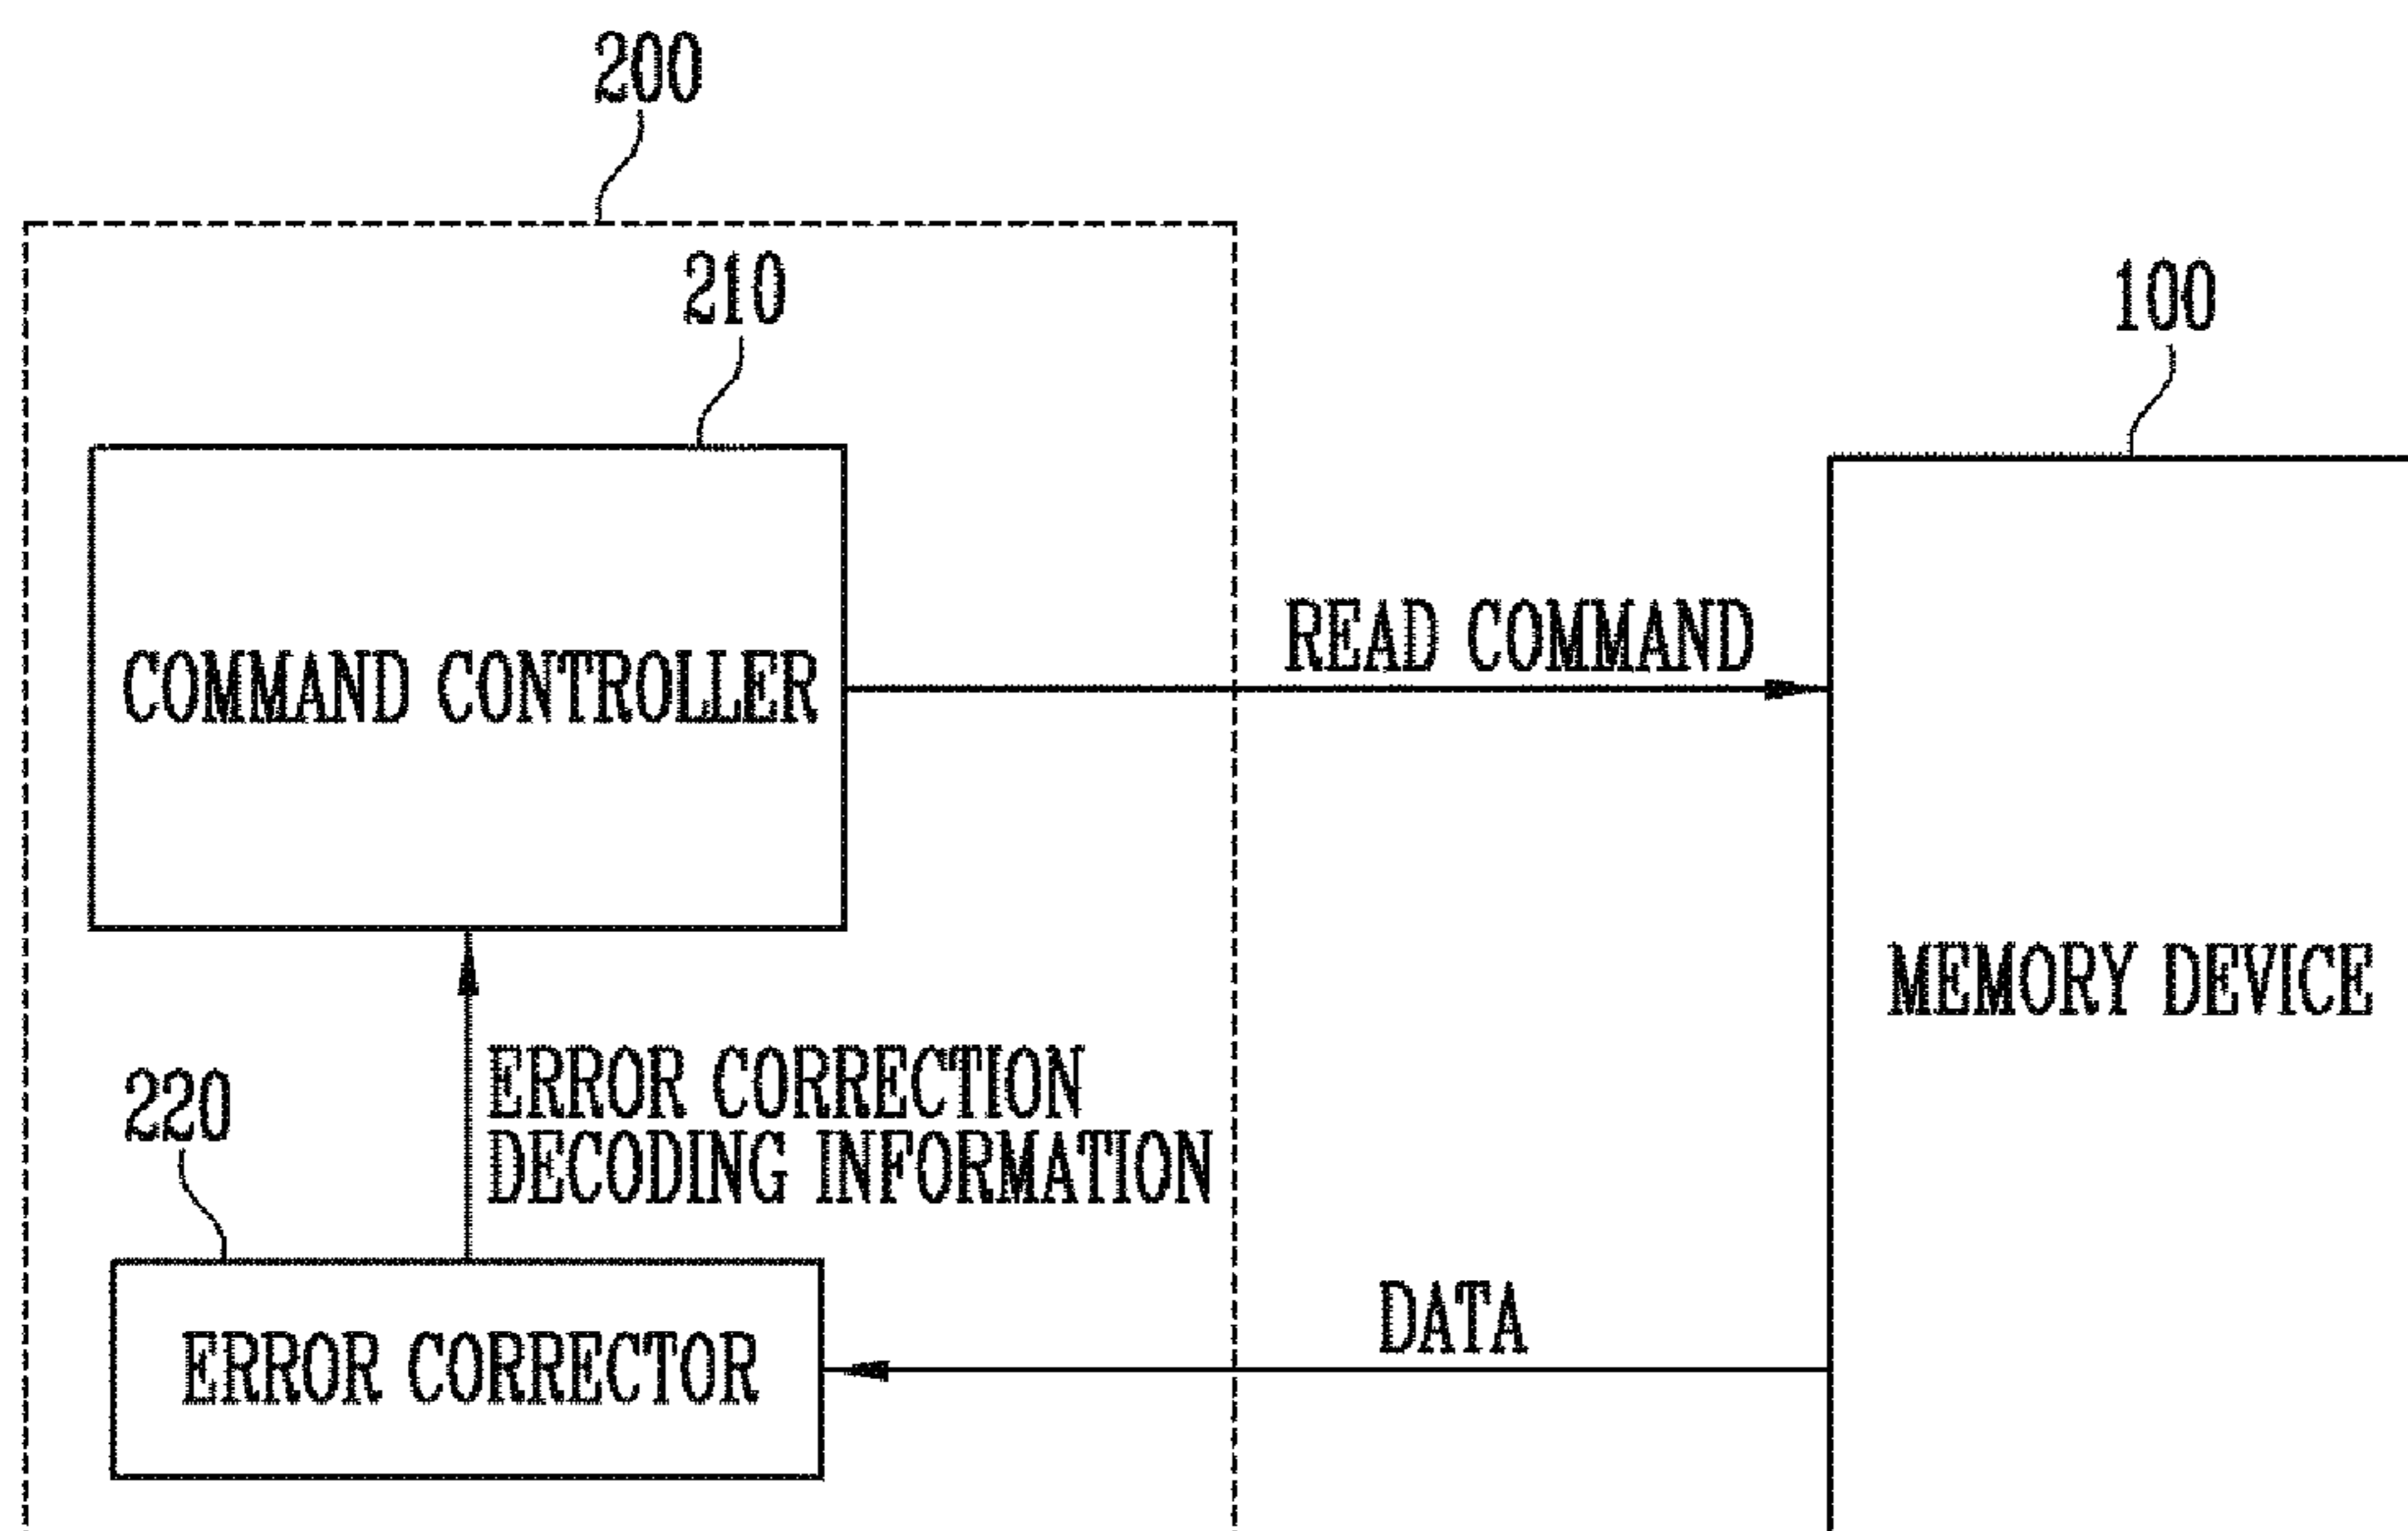 200
210
100
READ COMMAND
COMMAND CONTROLLER
MEMORY DEVICE
ERROR CORRECTION
DECODING INFORMATION
220
DATA
ERROR CORRECTOR